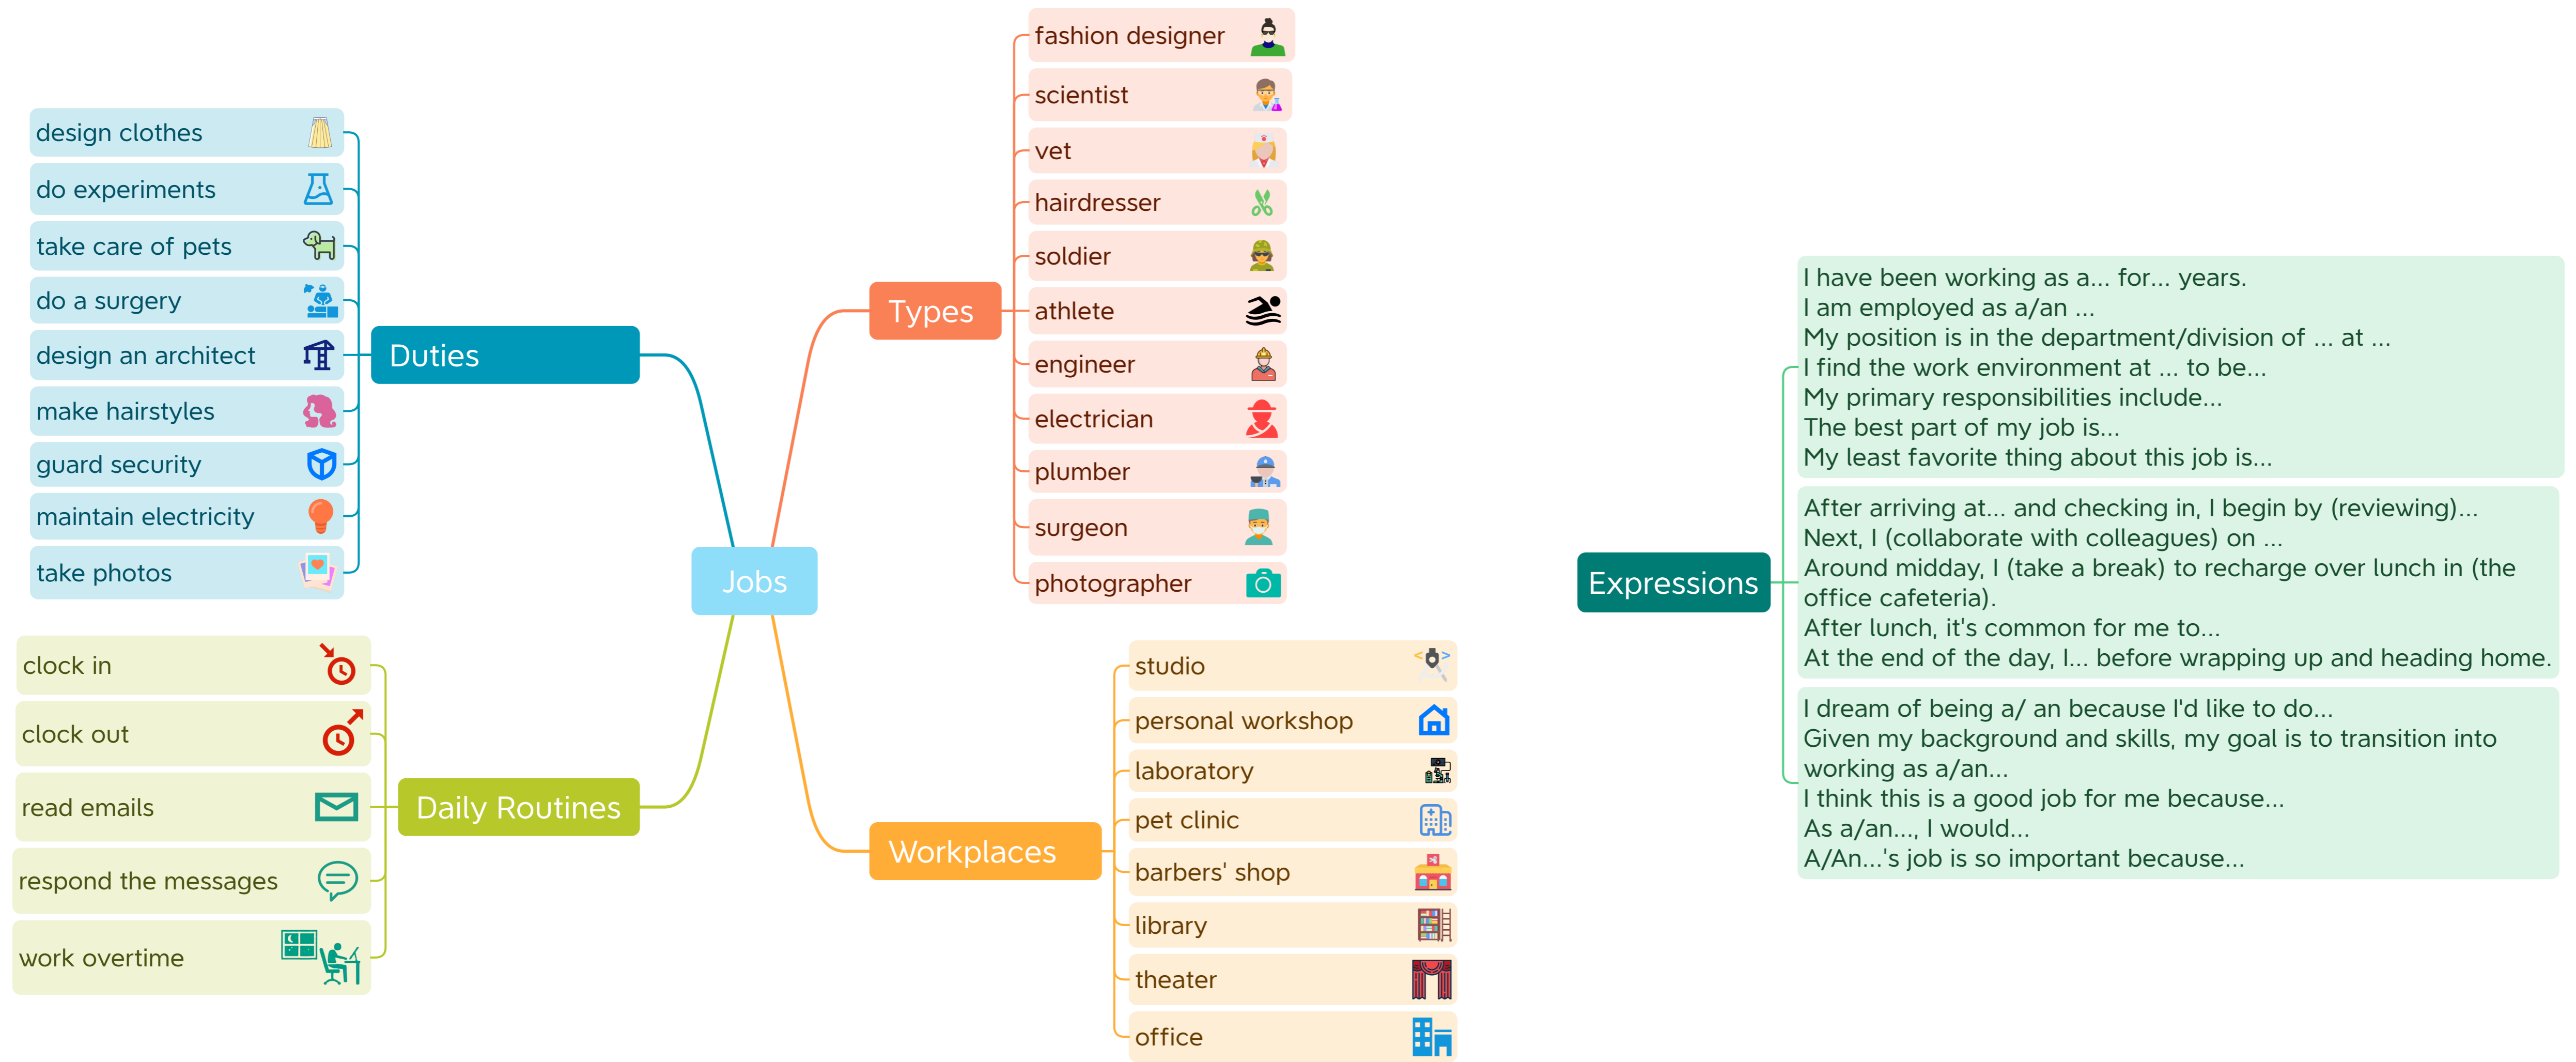 Jobs
Duties
design clothes
do experiments
take care of pets
do a surgery
design an architect
make hairstyles
guard security
maintain electricity
take photos
Daily Routines
clock in
clock out
read emails
respond the messages
work overtime
Types
fashion designer
scientist
vet
hairdresser
soldier
athlete
engineer
electrician
plumber
surgeon
photographer
Workplaces
studio
personal workshop
laboratory
pet clinic
barbers' shop
library
theater
office
Expressions
I have been working as a... for... years.
I am employed as a/an ...
My position is in the department/division of ... at ...
I find the work environment at ... to be...
My primary responsibilities include...
The best part of my job is...
My least favorite thing about this job is...
After arriving at... and checking in, I begin by (reviewing)...
Next, I (collaborate with colleagues) on ...
Around midday, I (take a break) to recharge over lunch in (the
office cafeteria).
After lunch, it's common for me to...
At the end of the day, I... before wrapping up and heading home.
I dream of being a/ an because I'd like to do...
Given my background and skills, my goal is to transition into
working as a/an...
I think this is a good job for me because...
As a/an..., I would...
A/An...'s job is so important because...